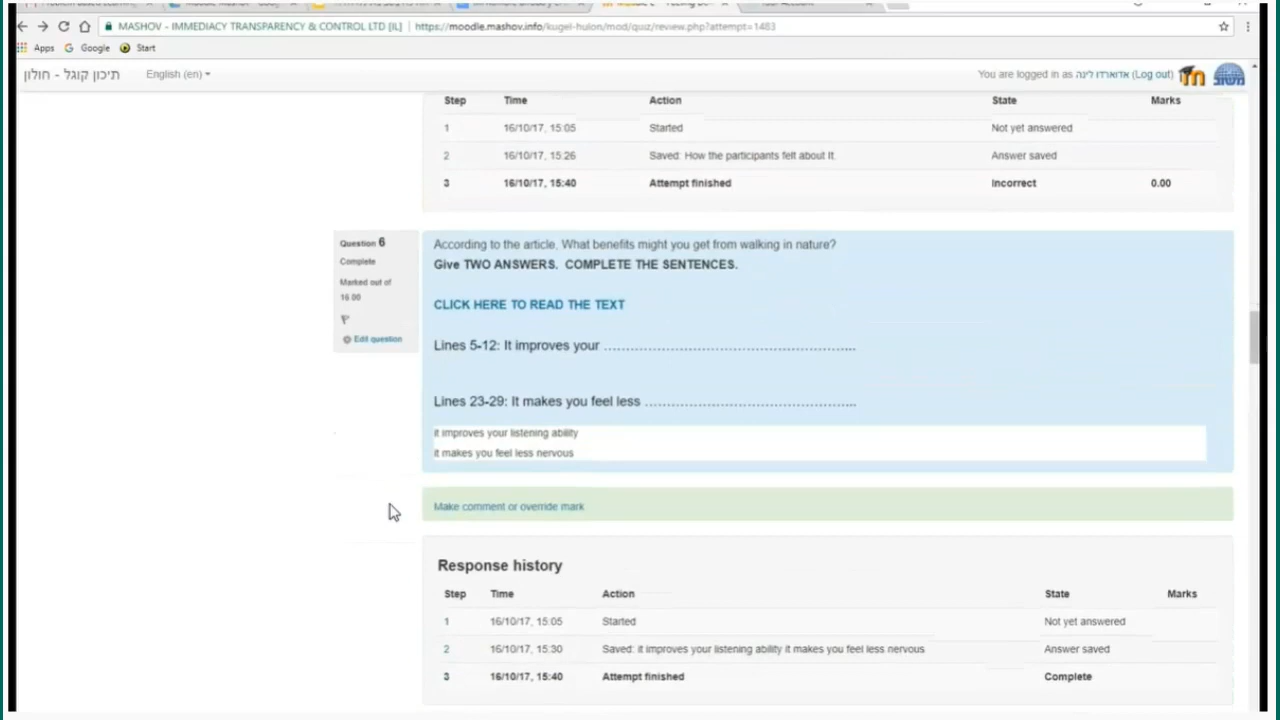 MASHOV - IMMEDIACY TRANSPARENCY & CONTROL LTD [IL] | https://moodle.mashov.info/kugel-hulon/mod/quiz/review.php?attempt=1483
Apps Google Start
תיכון קוגל - חולון English (en) You are logged in as אדוארדו לינה (Log out) משוב
Step Time Action State Marks
1 16/10/17, 15:05 Started Not yet answered
2 16/10/17, 15:26 Saved: How the participants felt about it. Answer saved
3 16/10/17, 15:40 Attempt finished Incorrect 0.00
Question 6
Complete
Marked out of
16.00
Edit question
According to the article, What benefits might you get from walking in nature?
Give TWO ANSWERS. COMPLETE THE SENTENCES.
CLICK HERE TO READ THE TEXT
Lines 5-12: It improves your ……………………………………………………...
Lines 23-29: It makes you feel less ……………………………………………...
it improves your listening ability
it makes you feel less nervous
Make comment or override mark
Response history
Step Time Action State Marks
1 16/10/17, 15:05 Started Not yet answered
2 16/10/17, 15:30 Saved: it improves your listening ability it makes you feel less nervous Answer saved
3 16/10/17, 15:40 Attempt finished Complete